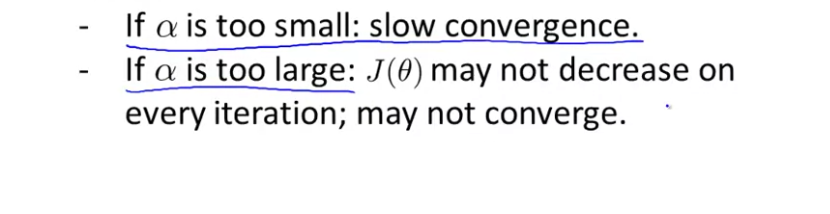 - If α is too small: slow convergence.
- If α is too large: J(θ) may not decrease on
every iteration; may not converge.